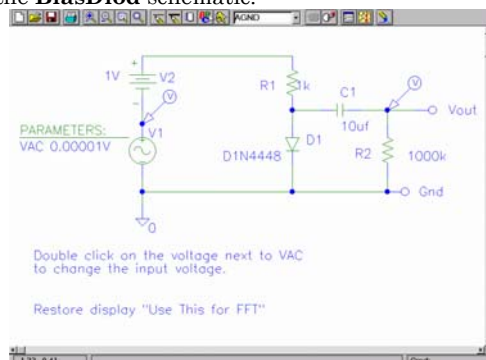 the BiasDiod schematic.
AGND
1V V2
R1 1k
C1
10uf
Vout
PARAMETERS:
VAC 0.00001V
V1
D1
D1N4448
R2 1000k
Gnd
0
Double click on the voltage next to VAC
to change the input voltage.
Restore display "Use This for FFT"